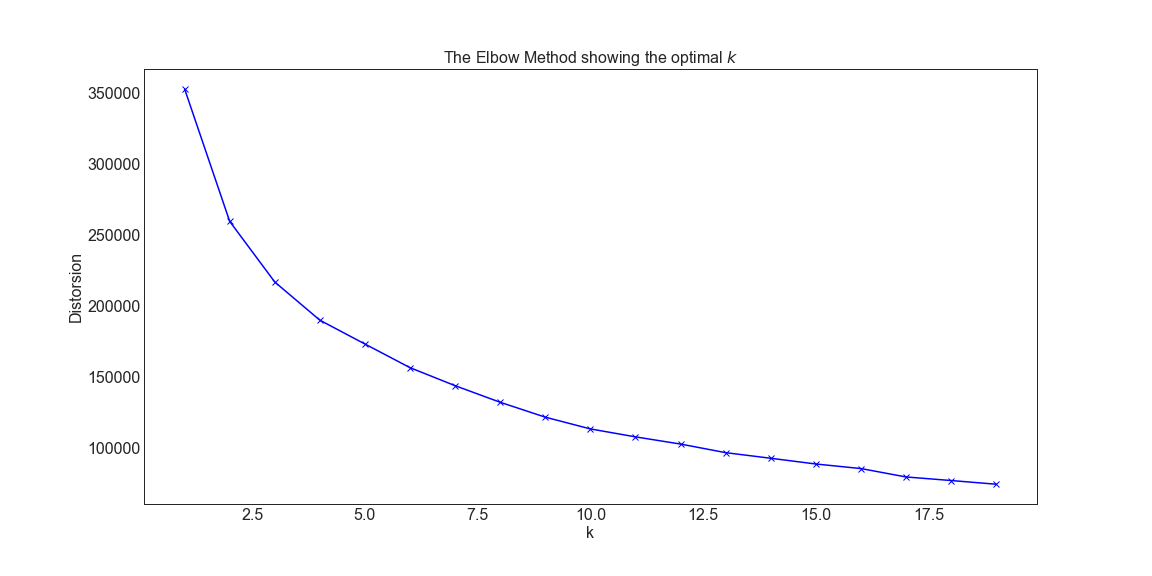 The Elbow Method showing the optimal k
350000
300000
250000
200000
150000
100000
Distorsion
2.5 5.0 7.5 10.0 12.5 15.0 17.5
k